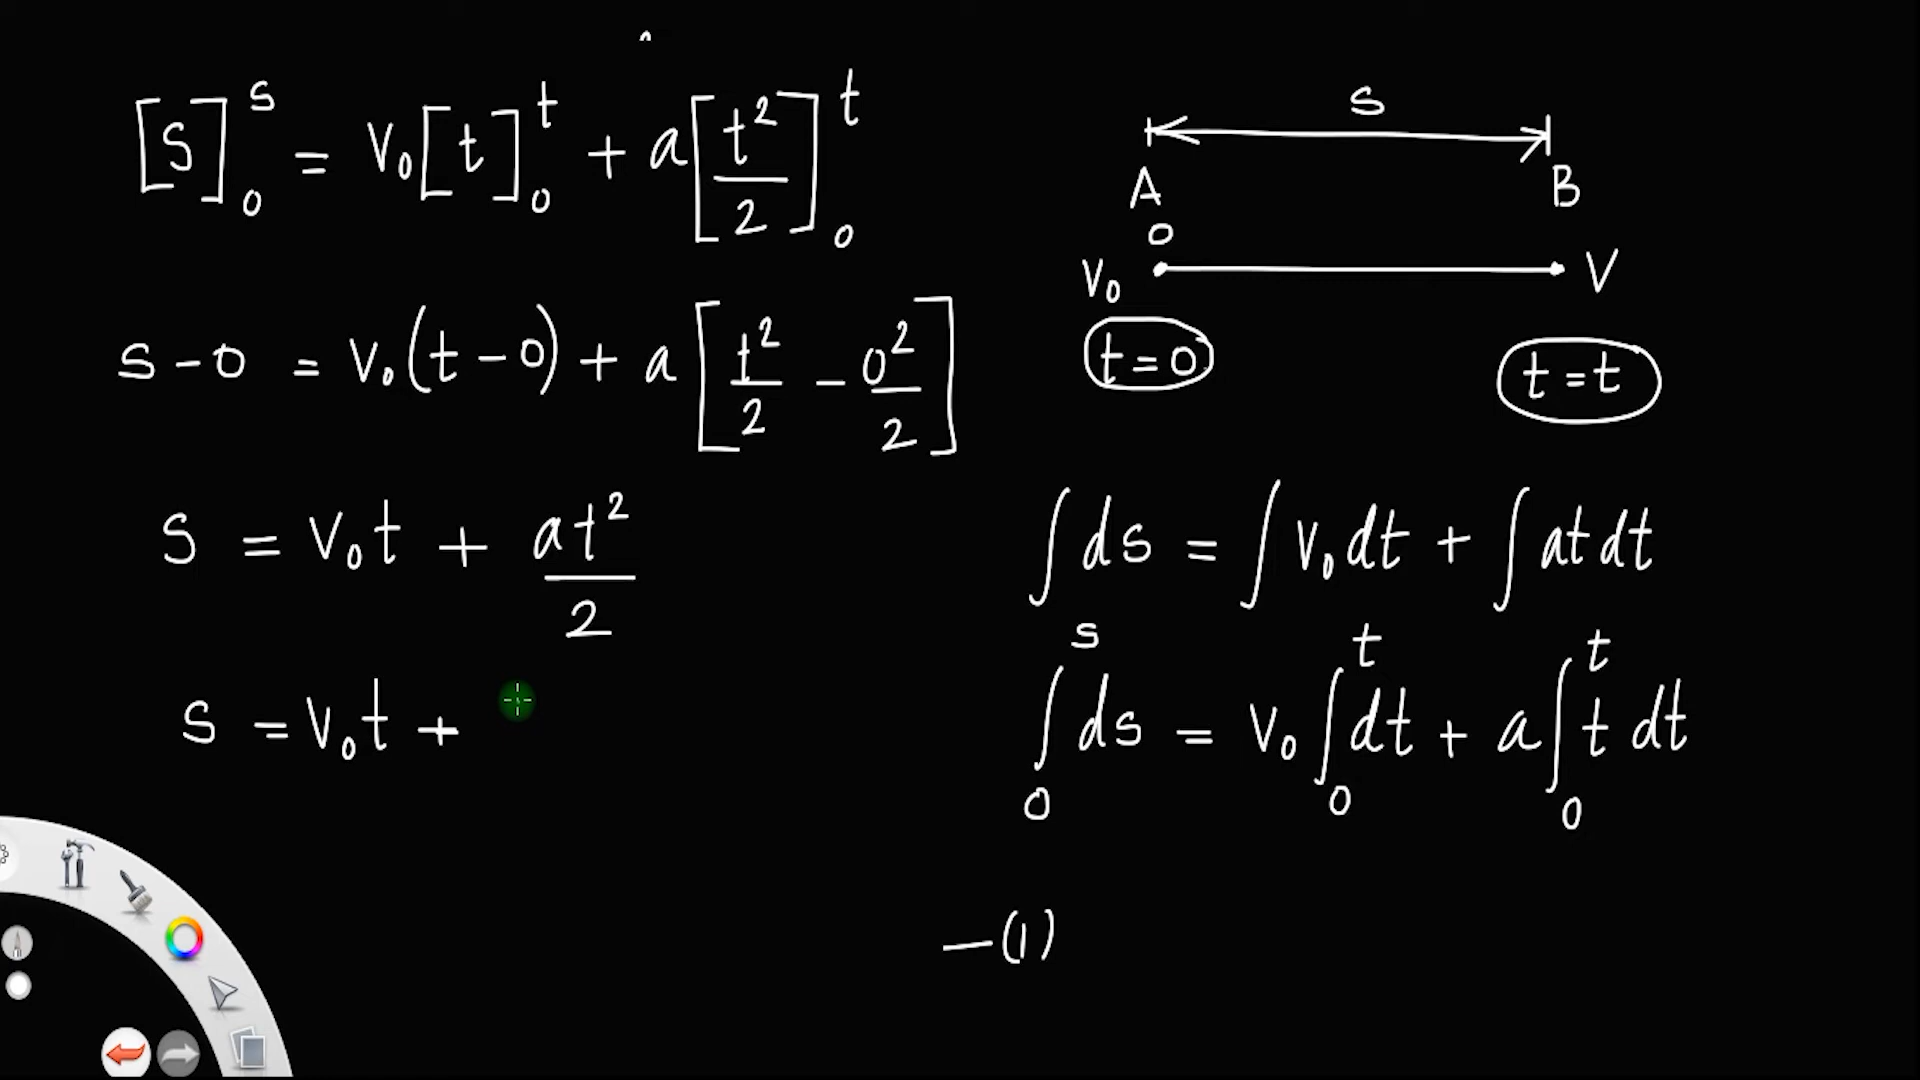 [S]₀ˢ = v₀[t]₀ᵗ + a[t²/2]₀ᵗ
s - 0 = v₀(t - 0) + a[t²/2 - 0²/2]
S = v₀t + at²/2
s = v₀t +
s
A B
0
v₀ V
t = 0 t = t
∫ds = ∫v₀dt + ∫at dt
∫₀ˢ ds = v₀∫₀ᵗ dt + a∫₀ᵗ t dt
—(1)